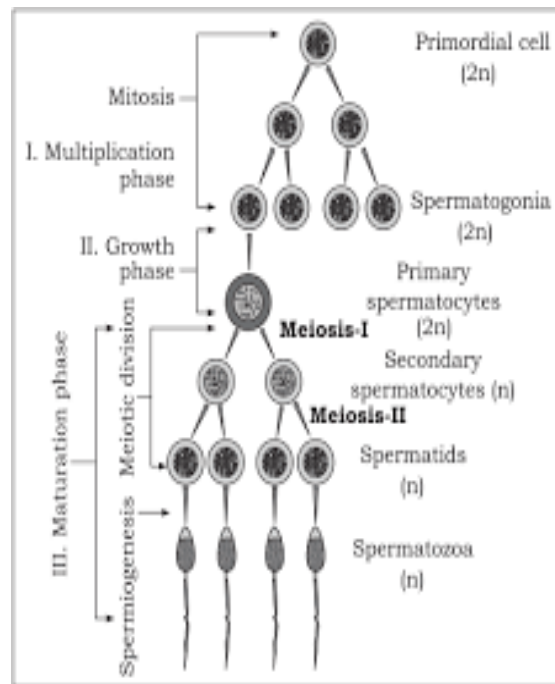 Primordial cell
(2n)
Mitosis
I. Multiplication
phase
Spermatogonia
(2n)
II. Growth
phase
Primary
spermatocytes
(2n)
Meiosis-I
Secondary
spermatocytes (n)
Meiosis-II
Spermatids
(n)
Spermatozoa
(n)
III. Maturation phase
Meiotic division
Spermiogenesis